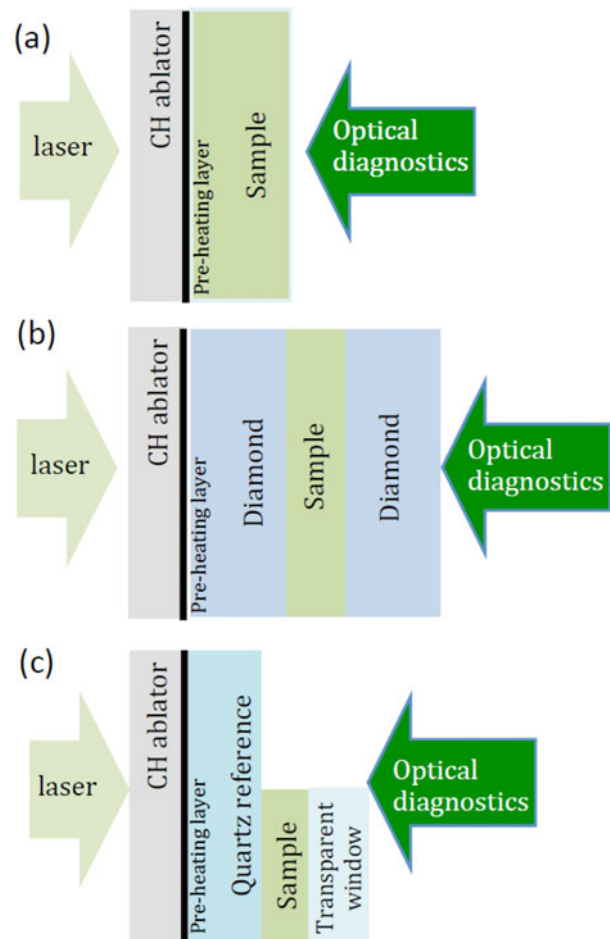 (a)
laser
CH ablator
Pre-heating layer
Sample
Optical
diagnostics
(b)
laser
CH ablator
Pre-heating layer
Diamond
Sample
Diamond
Optical
diagnostics
(c)
laser
CH ablator
Pre-heating layer
Quartz reference
Sample
Transparent
window
Optical
diagnostics